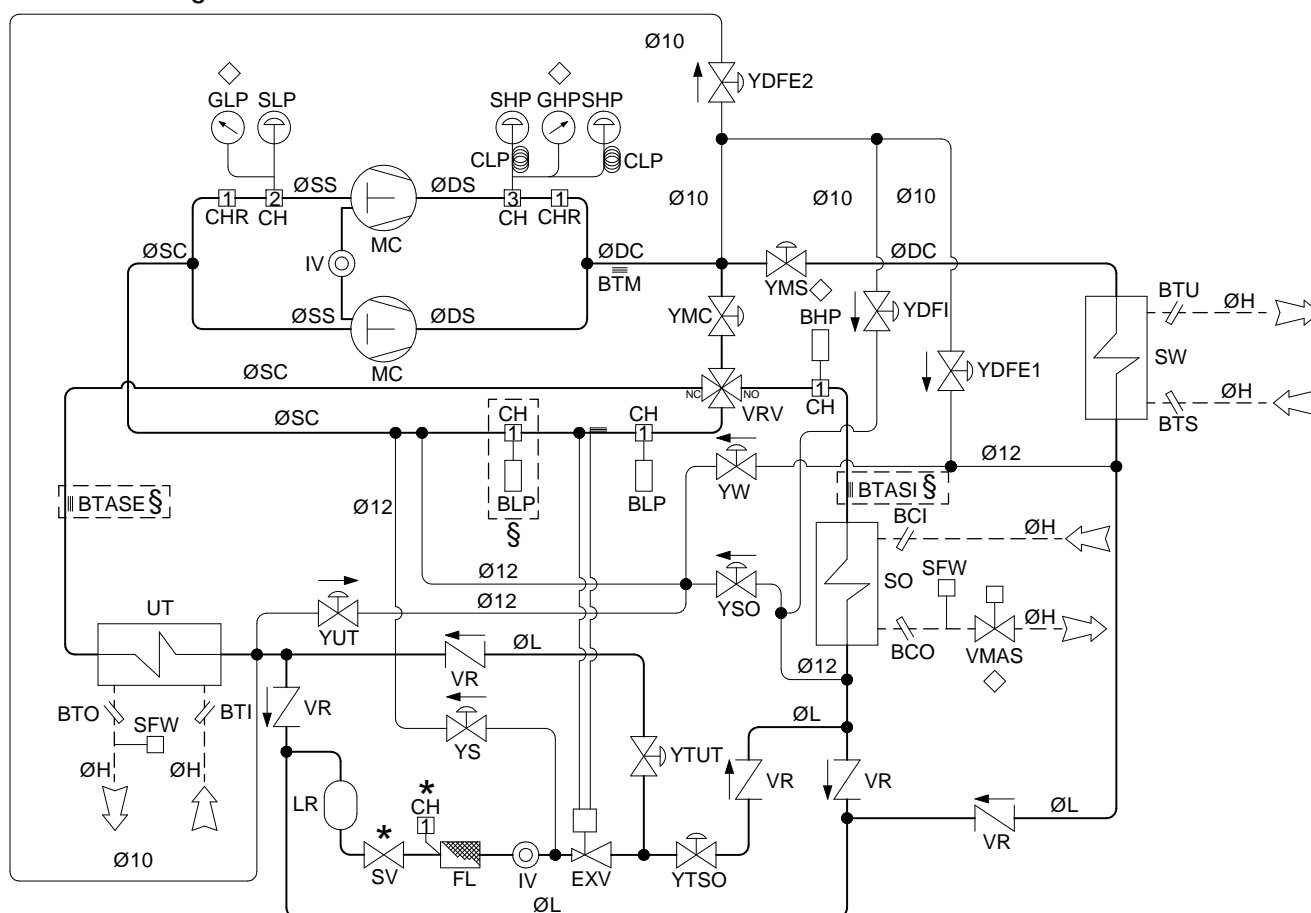 g
Ø10
YDFE2
GLP SLP SHP GHP SHP
CLP CLP
ØSS ØDS
1 2 3 1
CHR CH MC CH CHR
Ø10 Ø10 Ø10
ØSC IV ØDC ØDC
BTM YMS
ØSS ØDS YMC BHP YDFI BTU ØH
SW
MC YDFE1
ØSC NC NO VRV 1
CH
ØH
BTS
ØSC CH CH
1 1
YW Ø12
BTASE § BLP BLP BTASI §
Ø12 § BCI ØH
Ø12 YSO SO SFW
UT Ø12
YUT BCO VMAS ØH
ØL Ø12
VR
BTO BTI VR ØL
SFW YS YTUT VR VR
ØH ØH ØL
LR * CH
1
VR
*
Ø10 SV FL IV EXV YTSO
ØL